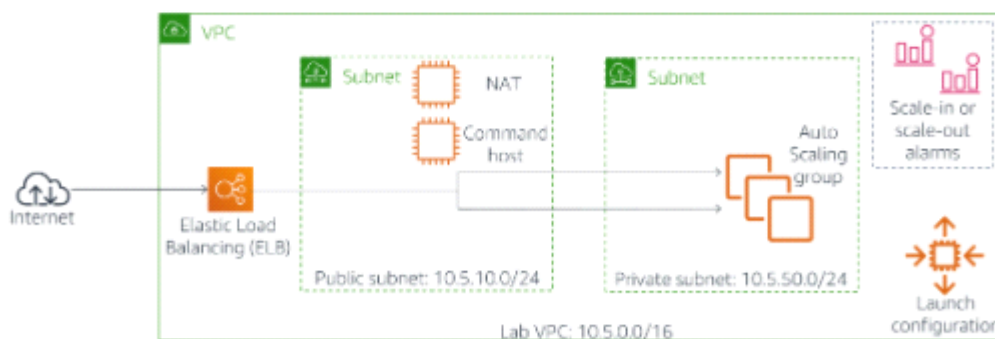 VPC
Subnet
NAT
Command
host
Public subnet: 10.5.10.0/24
Subnet
Auto
Scaling
group
Private subnet: 10.5.50.0/24
Scale-in or
scale-out
alarms
Internet
Elastic Load
Balancing (ELB)
Launch
configuration
Lab VPC: 10.5.0.0/16